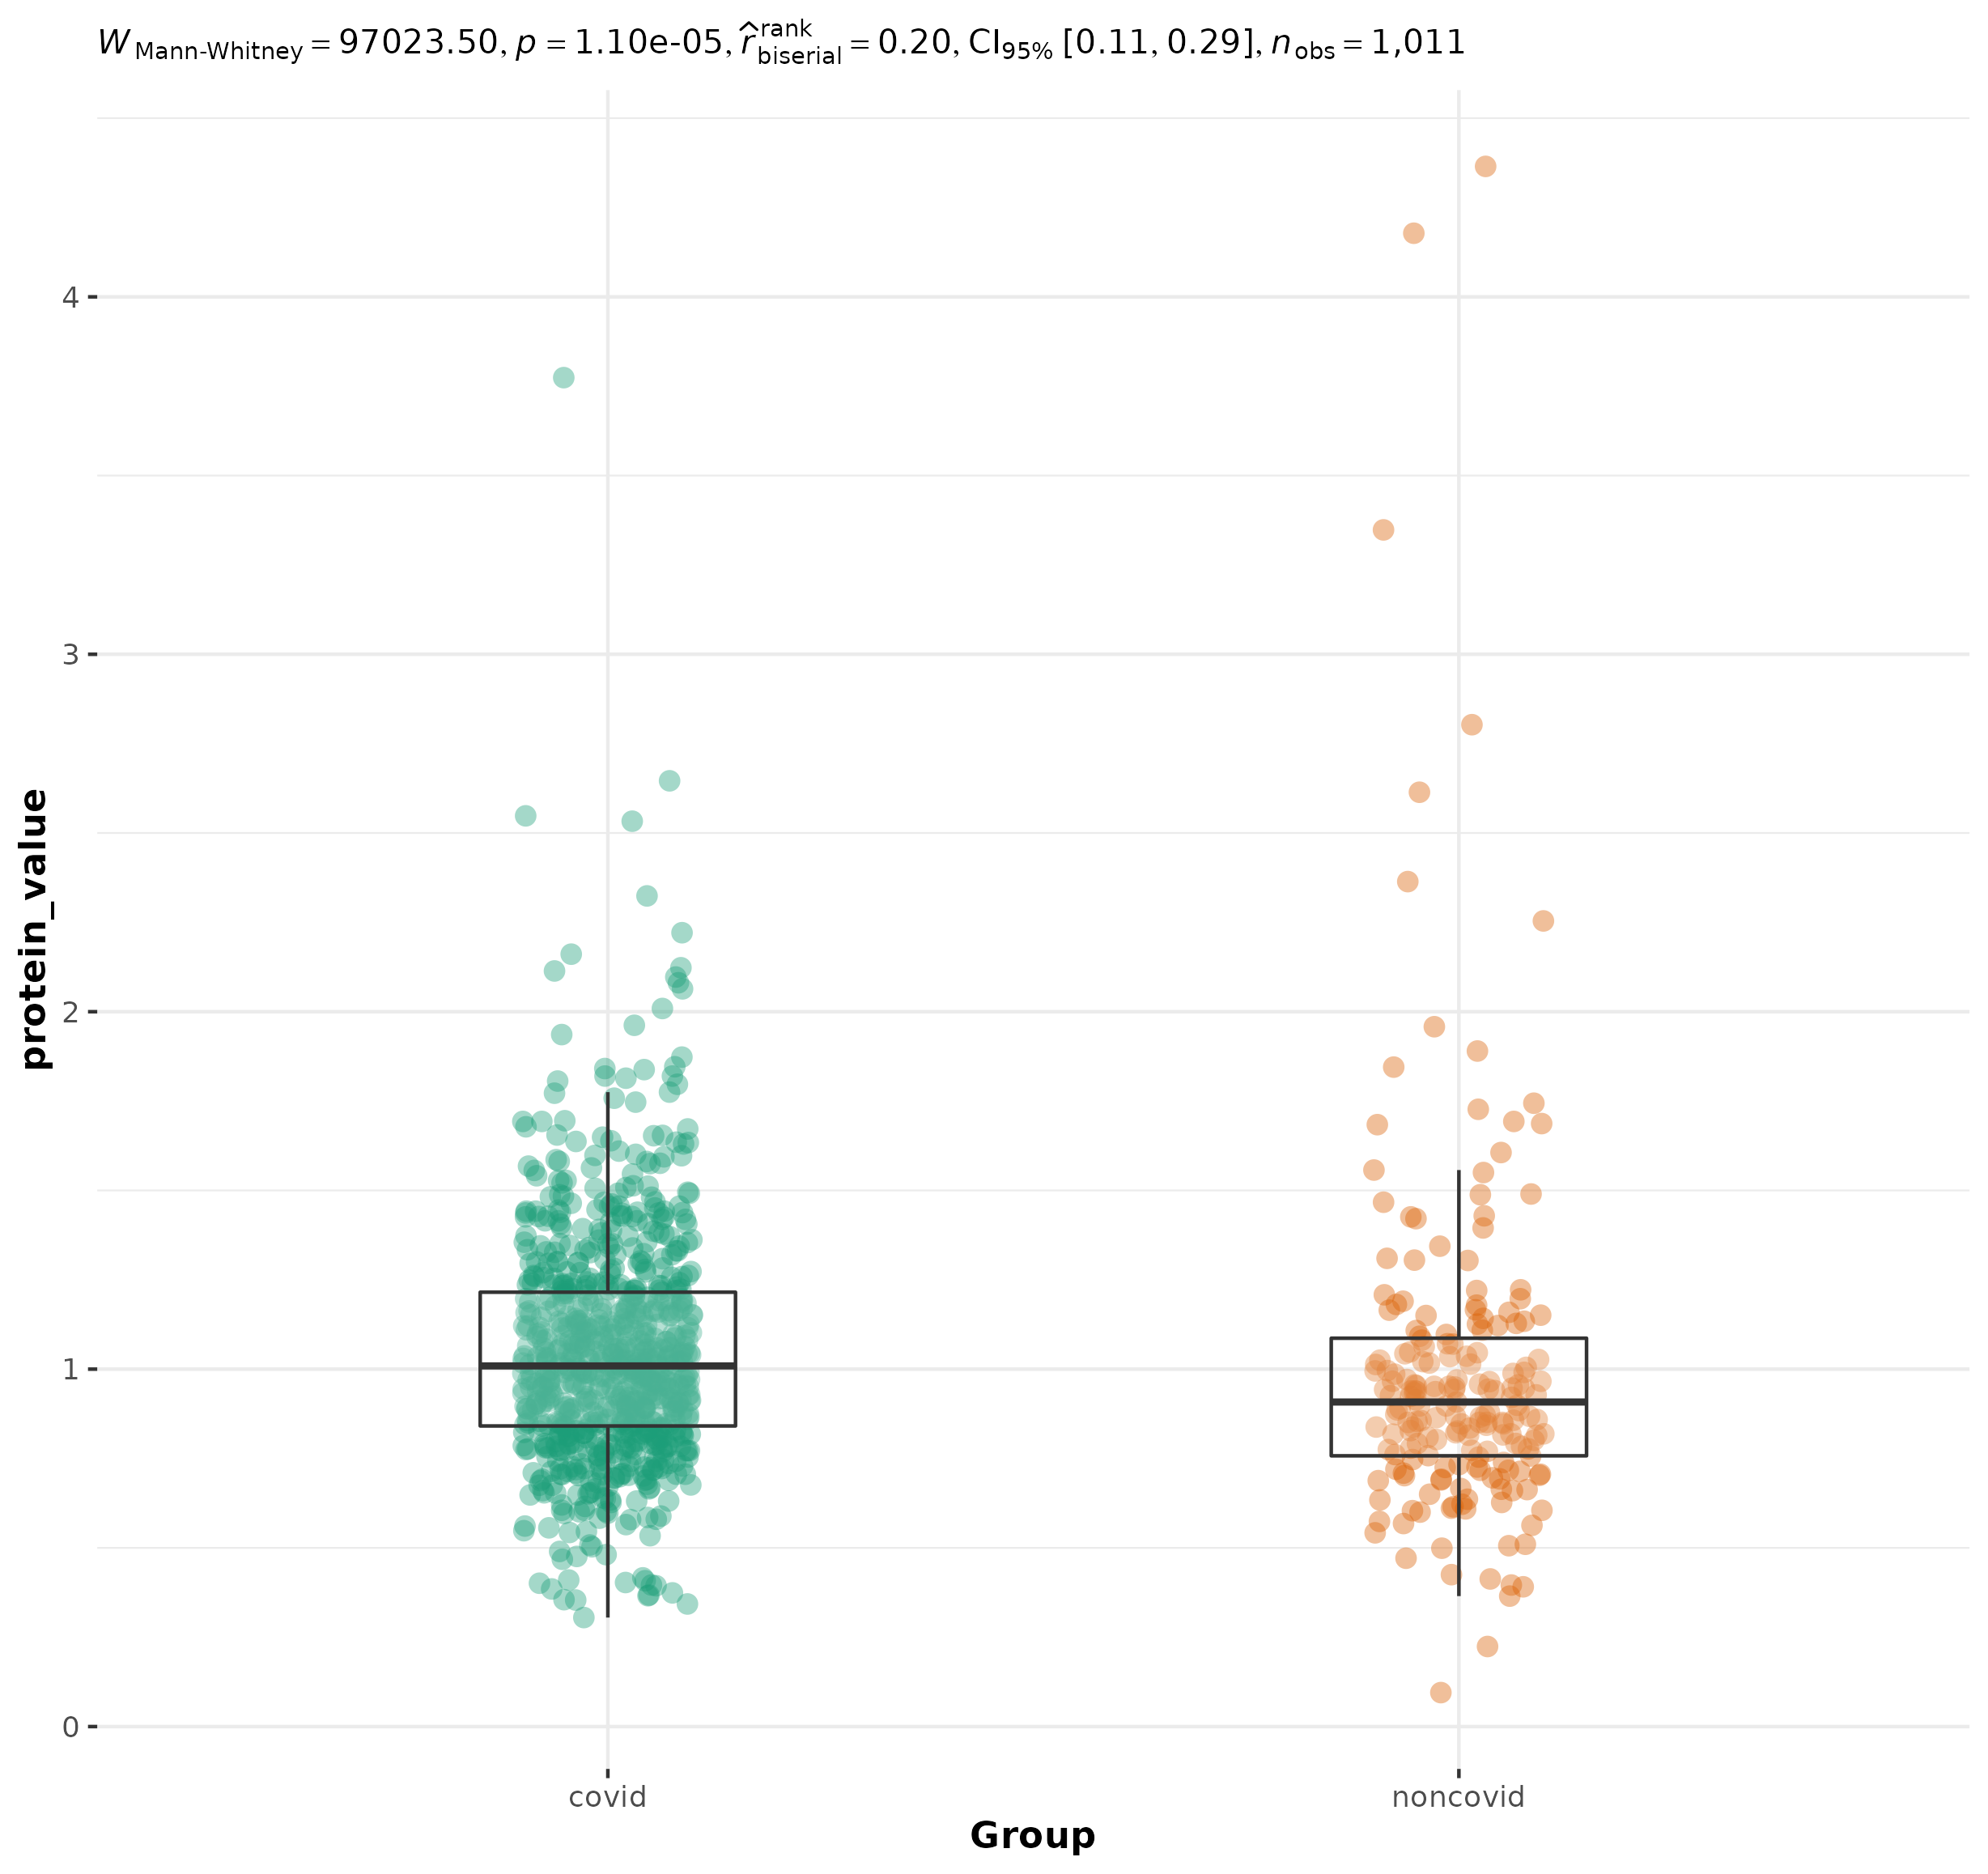 W Mann-Whitney = 97023.50, p = 1.10e-05, r̂ rank biserial = 0.20, CI95% [0.11, 0.29], n obs = 1,011
4
3
2
1
0
protein_value
covid noncovid
Group